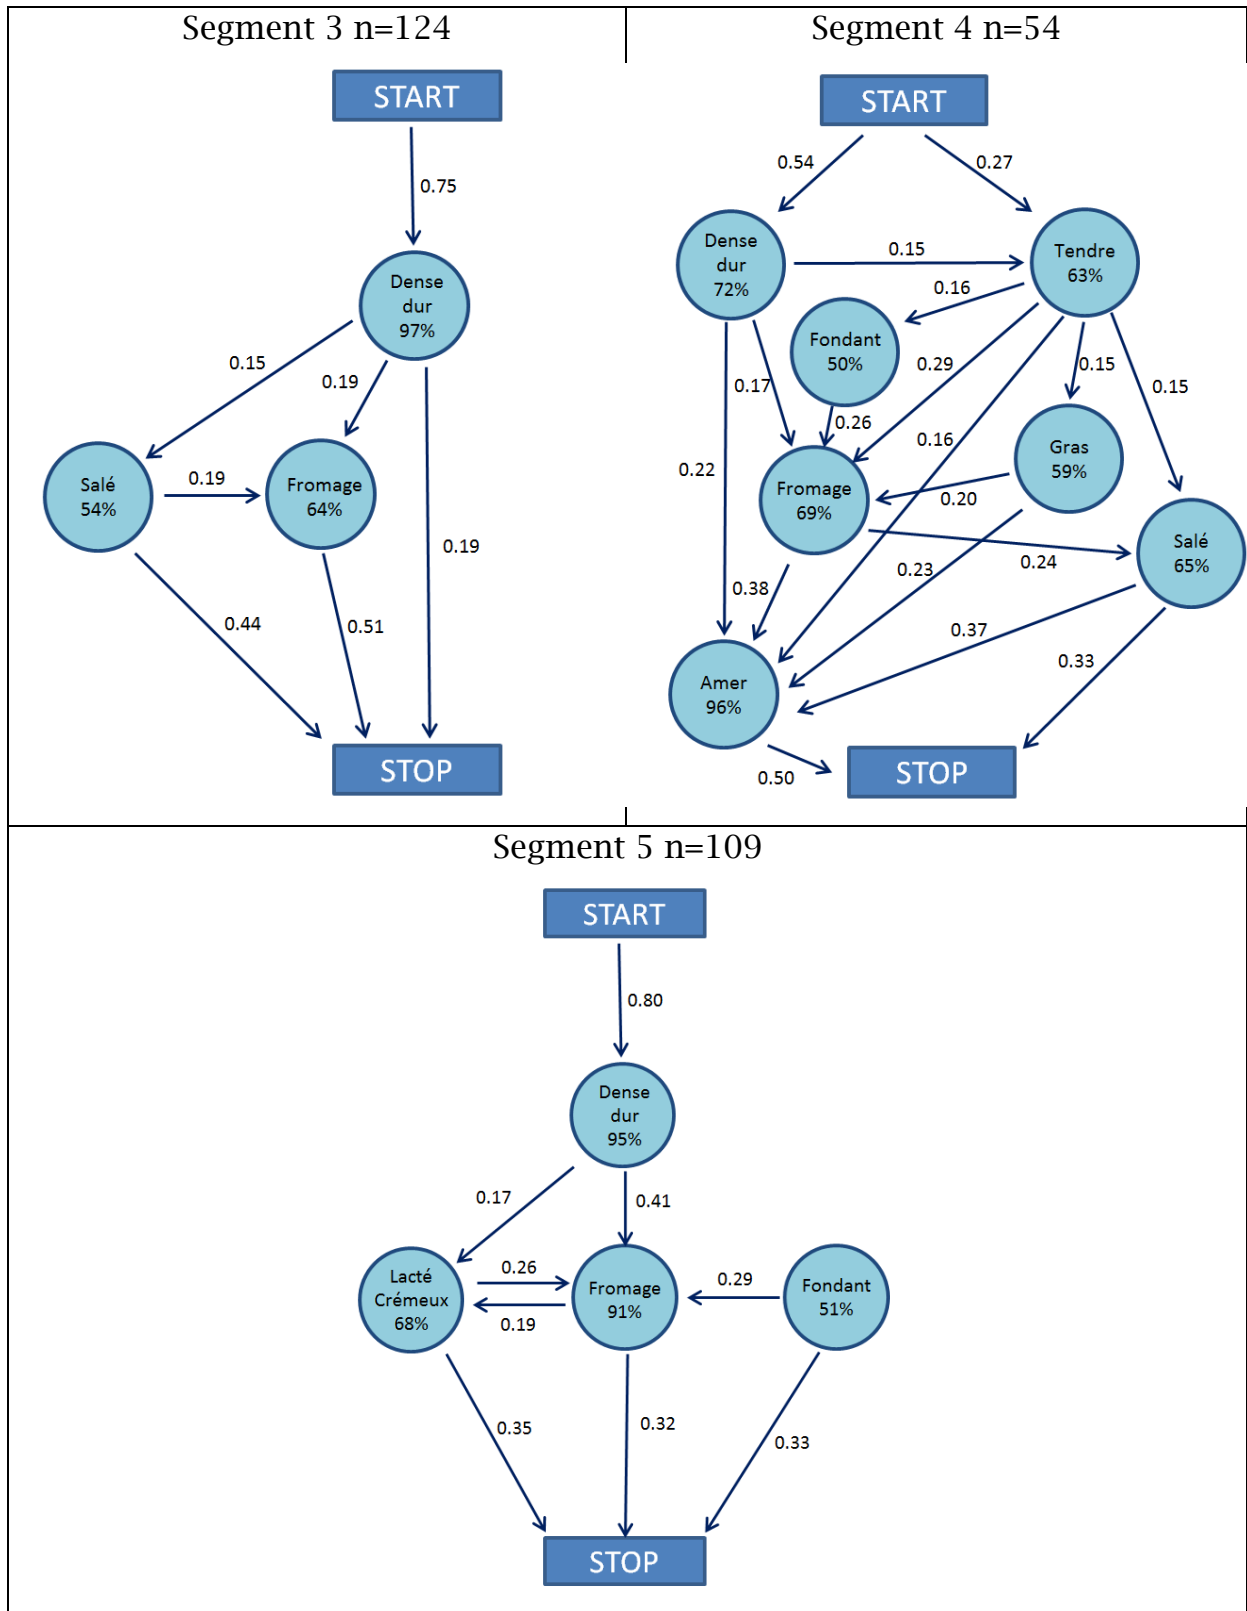 Segment 3 n=124
START
0.75
Dense
dur
97%
0.15
0.19
Salé
54%
0.19
Fromage
64%
0.19
0.44
0.51
STOP
Segment 4 n=54
START
0.54
0.27
Dense
dur
72%
0.15
Tendre
63%
0.16
Fondant
50%
0.29
0.15
0.15
0.17
0.26
0.16
Gras
59%
0.22
Fromage
69%
0.20
Salé
65%
0.24
0.23
0.38
0.37
0.33
Amer
96%
0.50
STOP
Segment 5 n=109
START
0.80
Dense
dur
95%
0.17
0.41
Lacté
Crémeux
68%
0.26
0.19
Fromage
91%
0.29
Fondant
51%
0.35
0.32
0.33
STOP